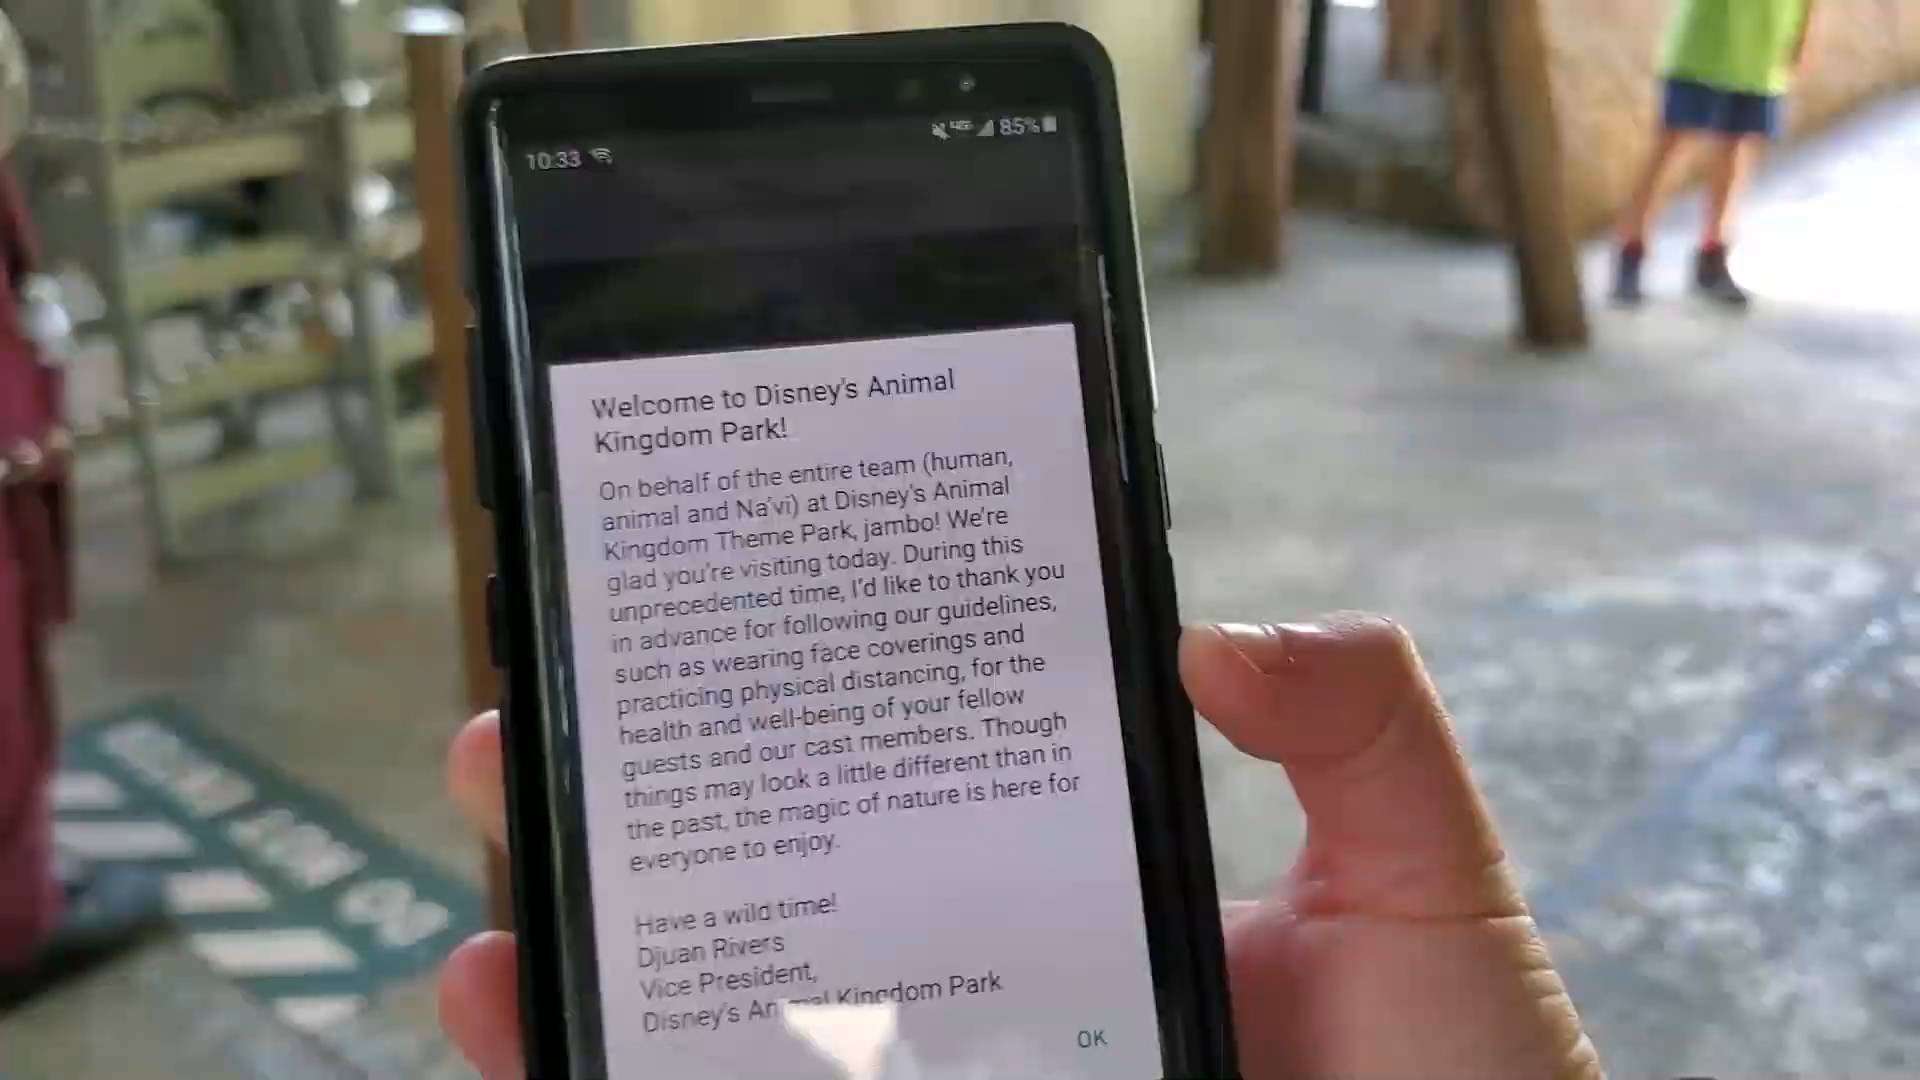 10:33
85%
Welcome to Disney's Animal
Kingdom Park!
On behalf of the entire team (human,
animal and Na'vi) at Disney's Animal
Kingdom Theme Park, jambo! We're
glad you're visiting today. During this
unprecedented time, I'd like to thank you
in advance for following our guidelines,
such as wearing face coverings and
practicing physical distancing, for the
health and well-being of your fellow
guests and our cast members. Though
things may look a little different than in
the past, the magic of nature is here for
everyone to enjoy.
Have a wild time!
Djuan Rivers
Vice President,
Disney's Animal Kingdom Park
OK